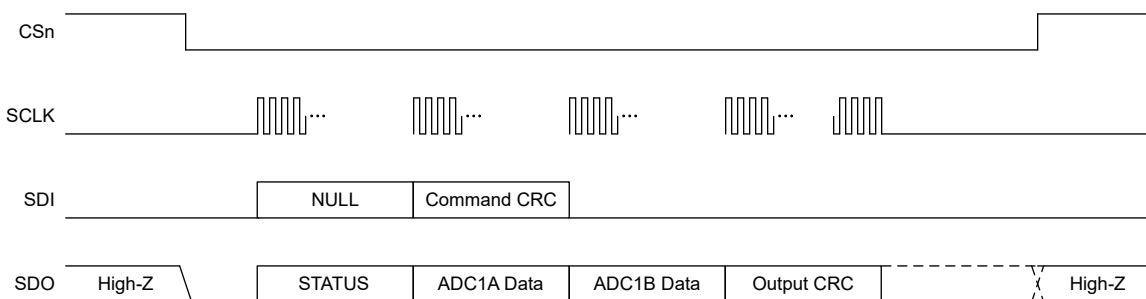 CSn
SCLK ... ... ... ...
SDI NULL Command CRC
SDO High-Z STATUS ADC1A Data ADC1B Data Output CRC High-Z